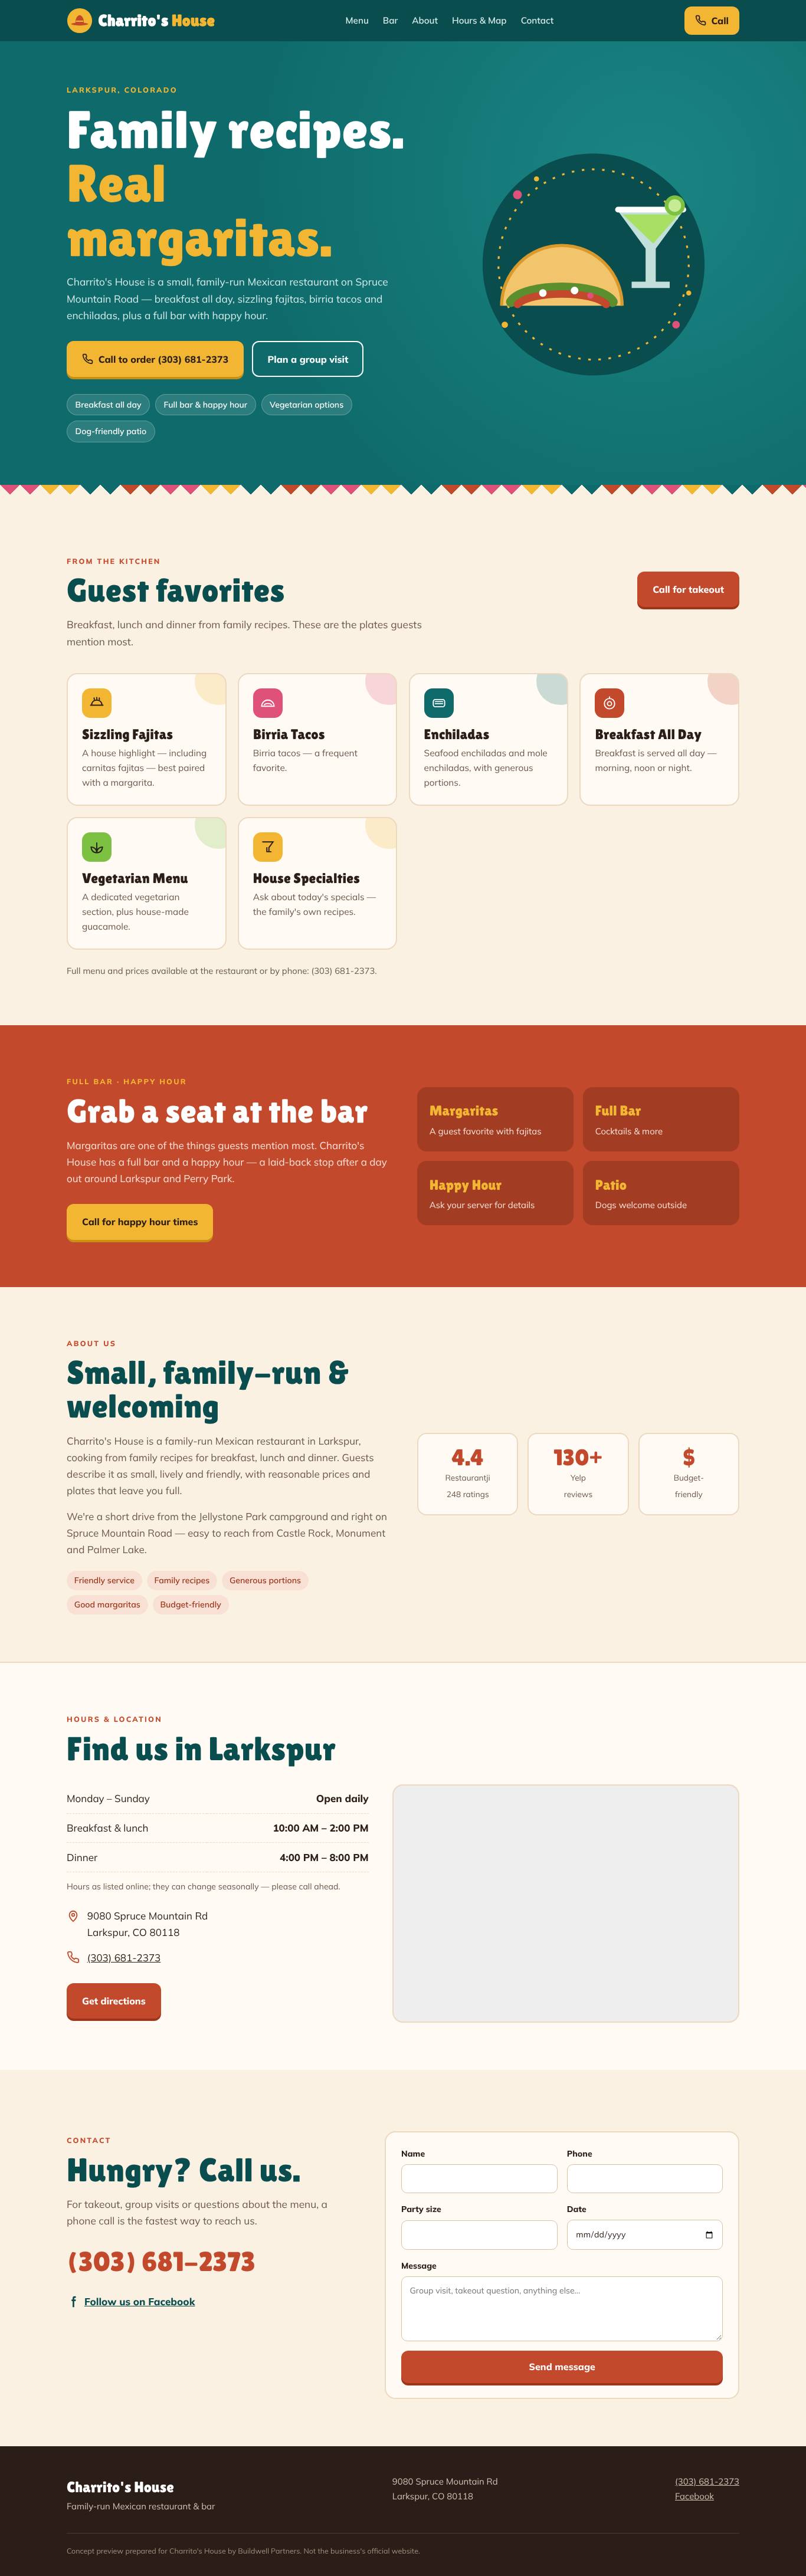 Charrito's House
Menu
Bar
About
Hours & Map
Contact
Call
LARKSPUR, COLORADO
Family recipes.
Real
margaritas.
Charrito's House is a small, family-run Mexican restaurant on Spruce
Mountain Road — breakfast all day, sizzling fajitas, birria tacos and
enchiladas, plus a full bar with happy hour.
Call to order (303) 681-2373
Plan a group visit
Breakfast all day
Full bar & happy hour
Vegetarian options
Dog-friendly patio
FROM THE KITCHEN
Guest favorites
Call for takeout
Breakfast, lunch and dinner from family recipes. These are the plates guests
mention most.
Sizzling Fajitas
A house highlight — including
carnitas fajitas — best paired
with a margarita.
Birria Tacos
Birria tacos — a frequent
favorite.
Enchiladas
Seafood enchiladas and mole
enchiladas, with generous
portions.
Breakfast All Day
Breakfast is served all day —
morning, noon or night.
Vegetarian Menu
A dedicated vegetarian
section, plus house-made
guacamole.
House Specialties
Ask about today's specials —
the family's own recipes.
Full menu and prices available at the restaurant or by phone: (303) 681-2373.
FULL BAR · HAPPY HOUR
Grab a seat at the bar
Margaritas are one of the things guests mention most. Charrito's
House has a full bar and a happy hour — a laid-back stop after a day
out around Larkspur and Perry Park.
Call for happy hour times
Margaritas
A guest favorite with fajitas
Full Bar
Cocktails & more
Happy Hour
Ask your server for details
Patio
Dogs welcome outside
ABOUT US
Small, family-run &
welcoming
Charrito's House is a family-run Mexican restaurant in Larkspur,
cooking from family recipes for breakfast, lunch and dinner. Guests
describe it as small, lively and friendly, with reasonable prices and
plates that leave you full.
We're a short drive from the Jellystone Park campground and right on
Spruce Mountain Road — easy to reach from Castle Rock, Monument
and Palmer Lake.
Friendly service
Family recipes
Generous portions
Good margaritas
Budget-friendly
4.4
Restaurantji
248 ratings
130+
Yelp
reviews
$
Budget-
friendly
HOURS & LOCATION
Find us in Larkspur
Monday – Sunday
Open daily
Breakfast & lunch
10:00 AM – 2:00 PM
Dinner
4:00 PM – 8:00 PM
Hours as listed online; they can change seasonally — please call ahead.
9080 Spruce Mountain Rd
Larkspur, CO 80118
(303) 681-2373
Get directions
CONTACT
Hungry? Call us.
For takeout, group visits or questions about the menu, a
phone call is the fastest way to reach us.
(303) 681-2373
Follow us on Facebook
Name
Phone
Party size
Date
mm/dd/yyyy
Message
Group visit, takeout question, anything else...
Send message
Charrito's House
Family-run Mexican restaurant & bar
9080 Spruce Mountain Rd
Larkspur, CO 80118
(303) 681-2373
Facebook
Concept preview prepared for Charrito's House by Buildwell Partners. Not the business's official website.